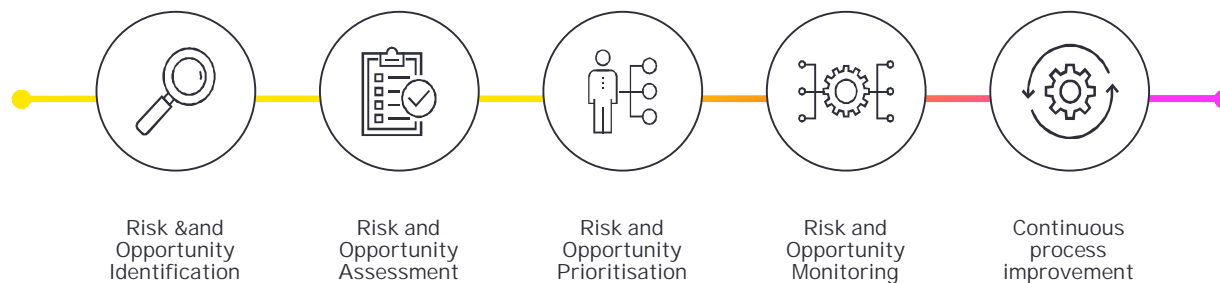 Risk &and
Opportunity
Identification
Risk and
Opportunity
Assessment
Risk and
Opportunity
Prioritisation
Risk and
Opportunity
Monitoring
Continuous
process
improvement